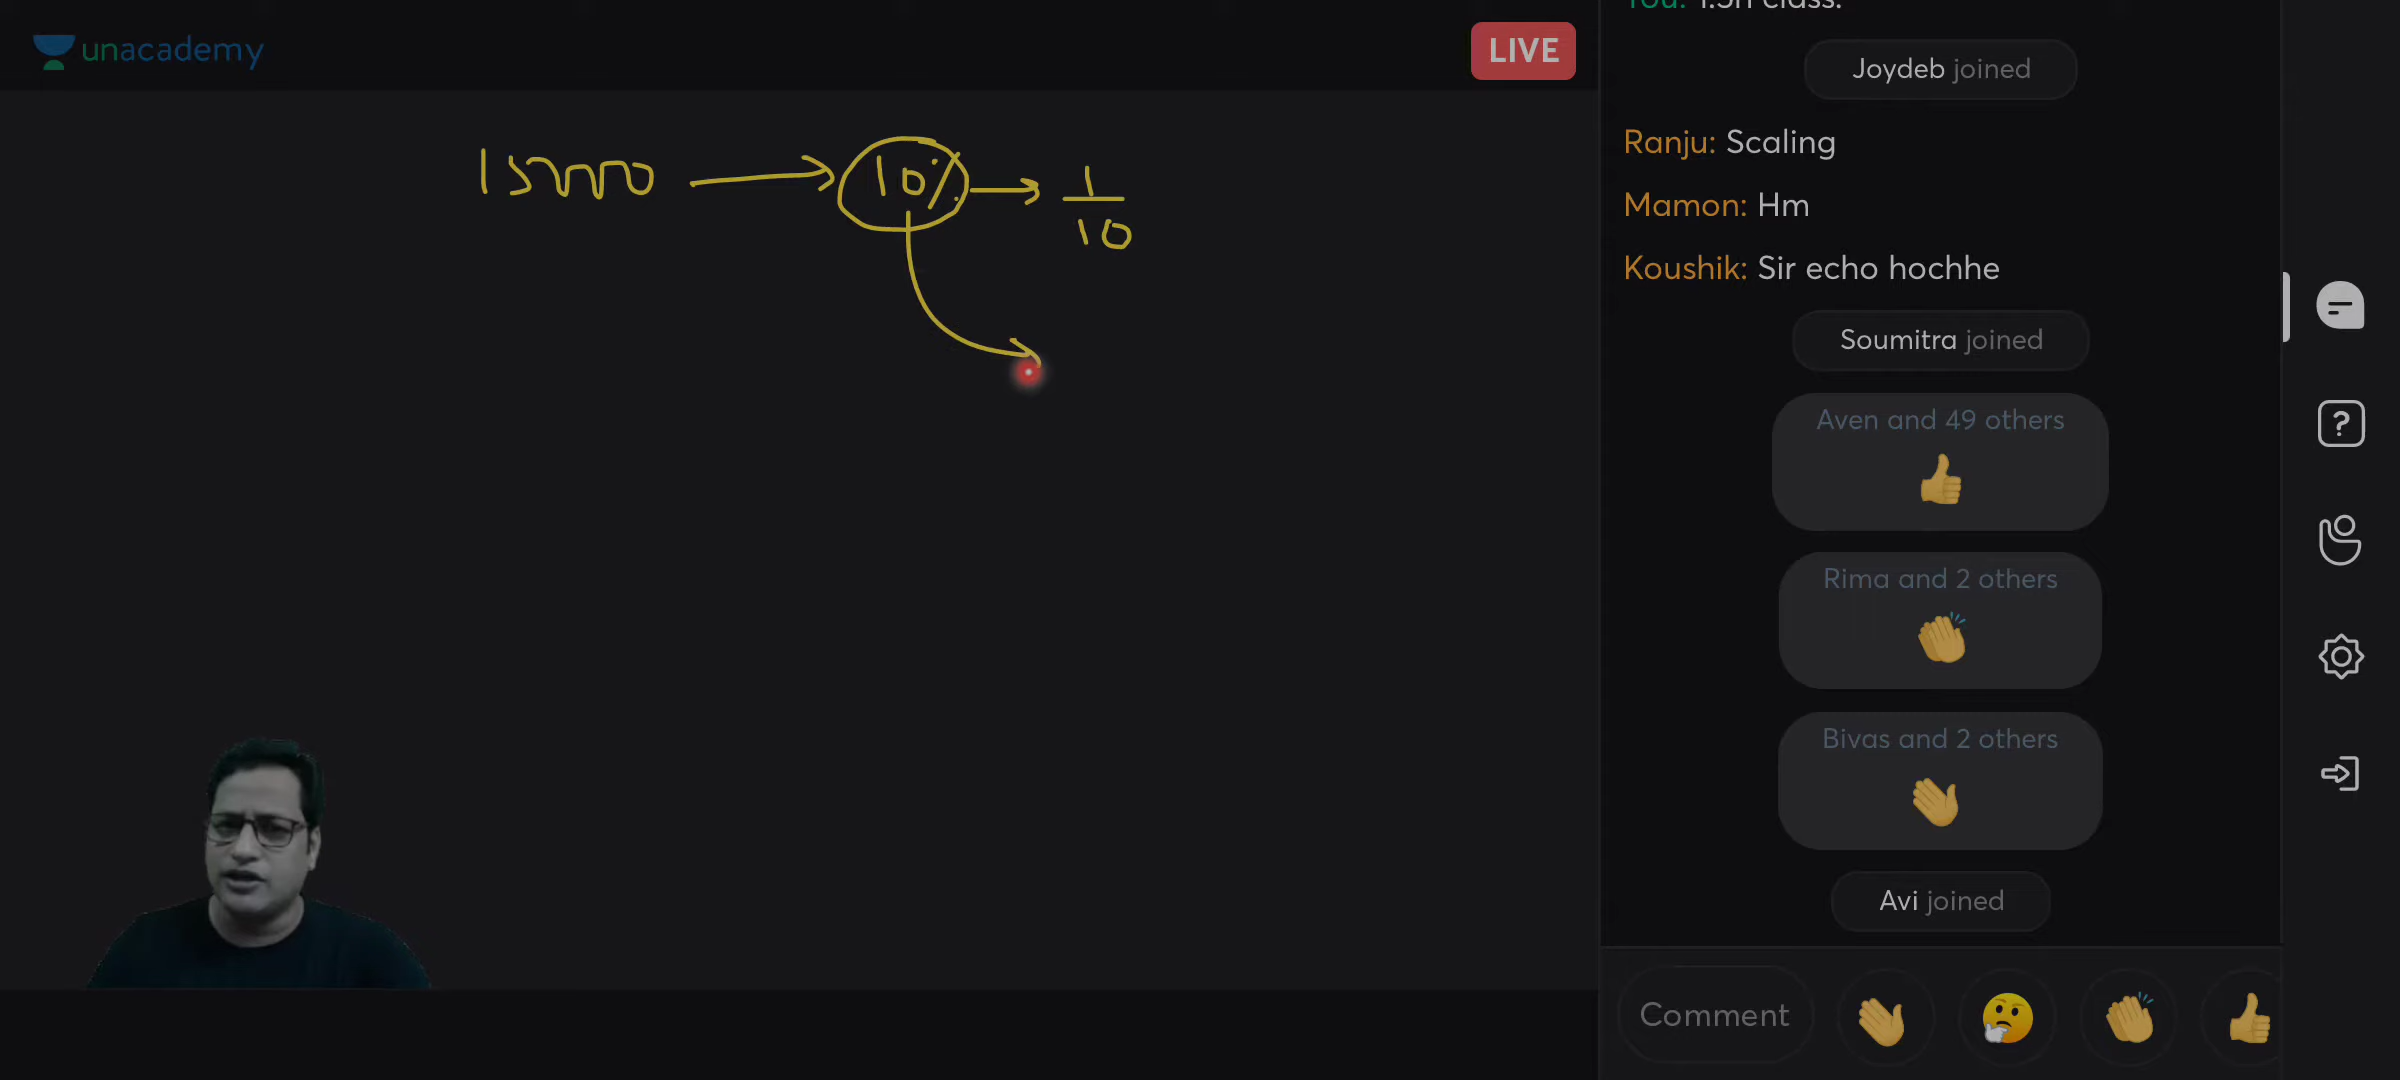 unacademy
LIVE
15000 → 10% → 1/10
You: 1.5h class.
Joydeb joined
Ranju: Scaling
Mamon: Hm
Koushik: Sir echo hochhe
Soumitra joined
Aven and 49 others
👍
Rima and 2 others
👏
Bivas and 2 others
👋
Avi joined
Comment